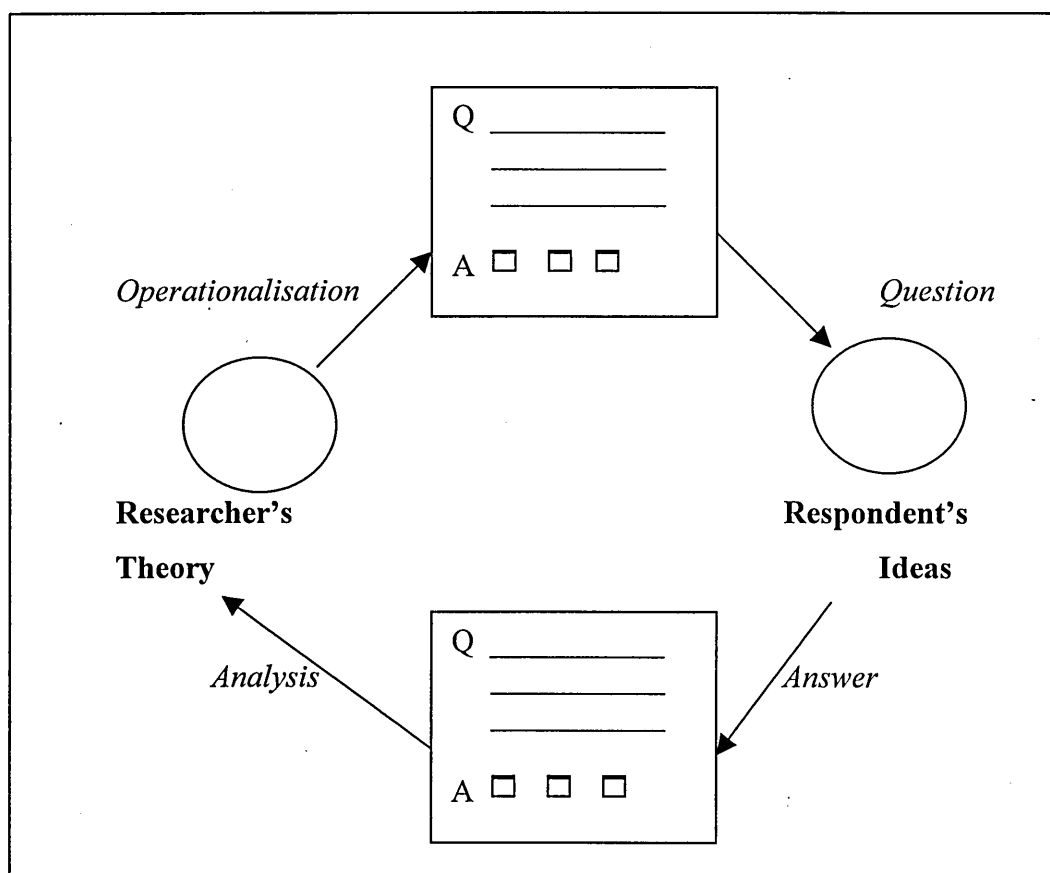 Q
A
Operationalisation
Question
Researcher's
Theory
Respondent's
Ideas
Analysis
Answer
Q
A